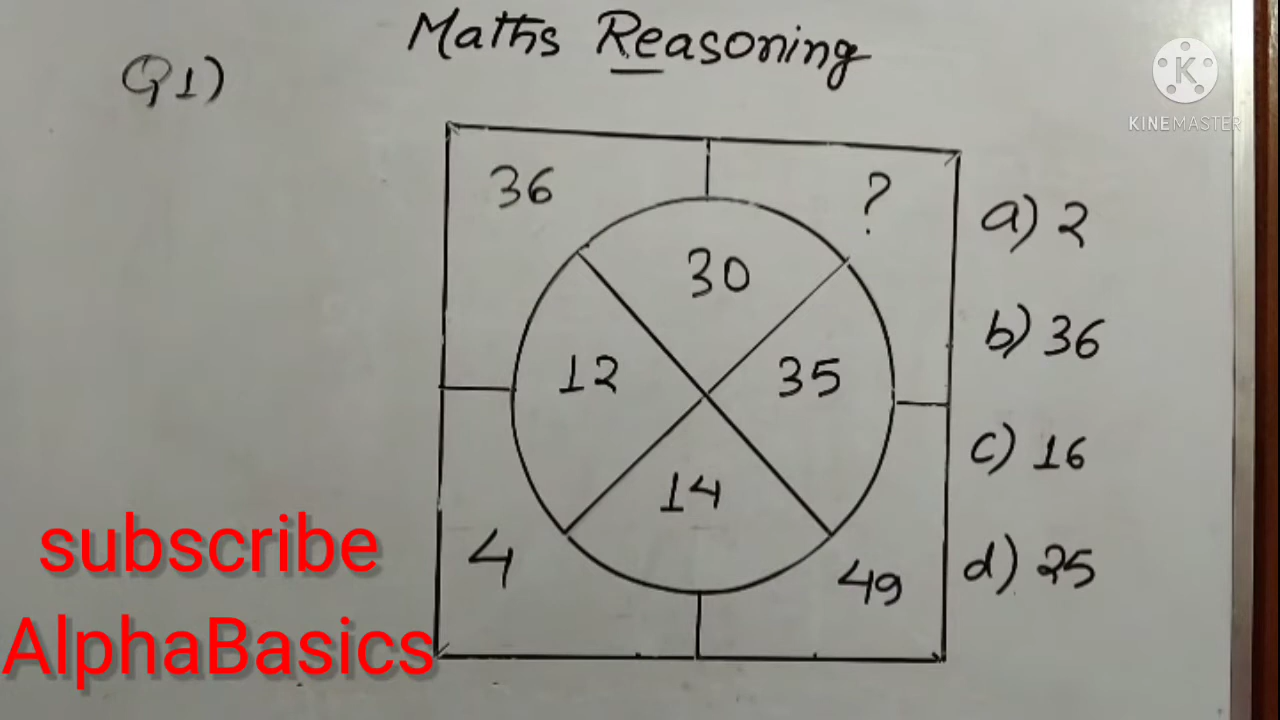 Maths Reasoning
Q1)
KINEMASTER
36
?
a) 2
30
b) 36
12
35
c) 16
14
4
49
d) 25
subscribe
AlphaBasics